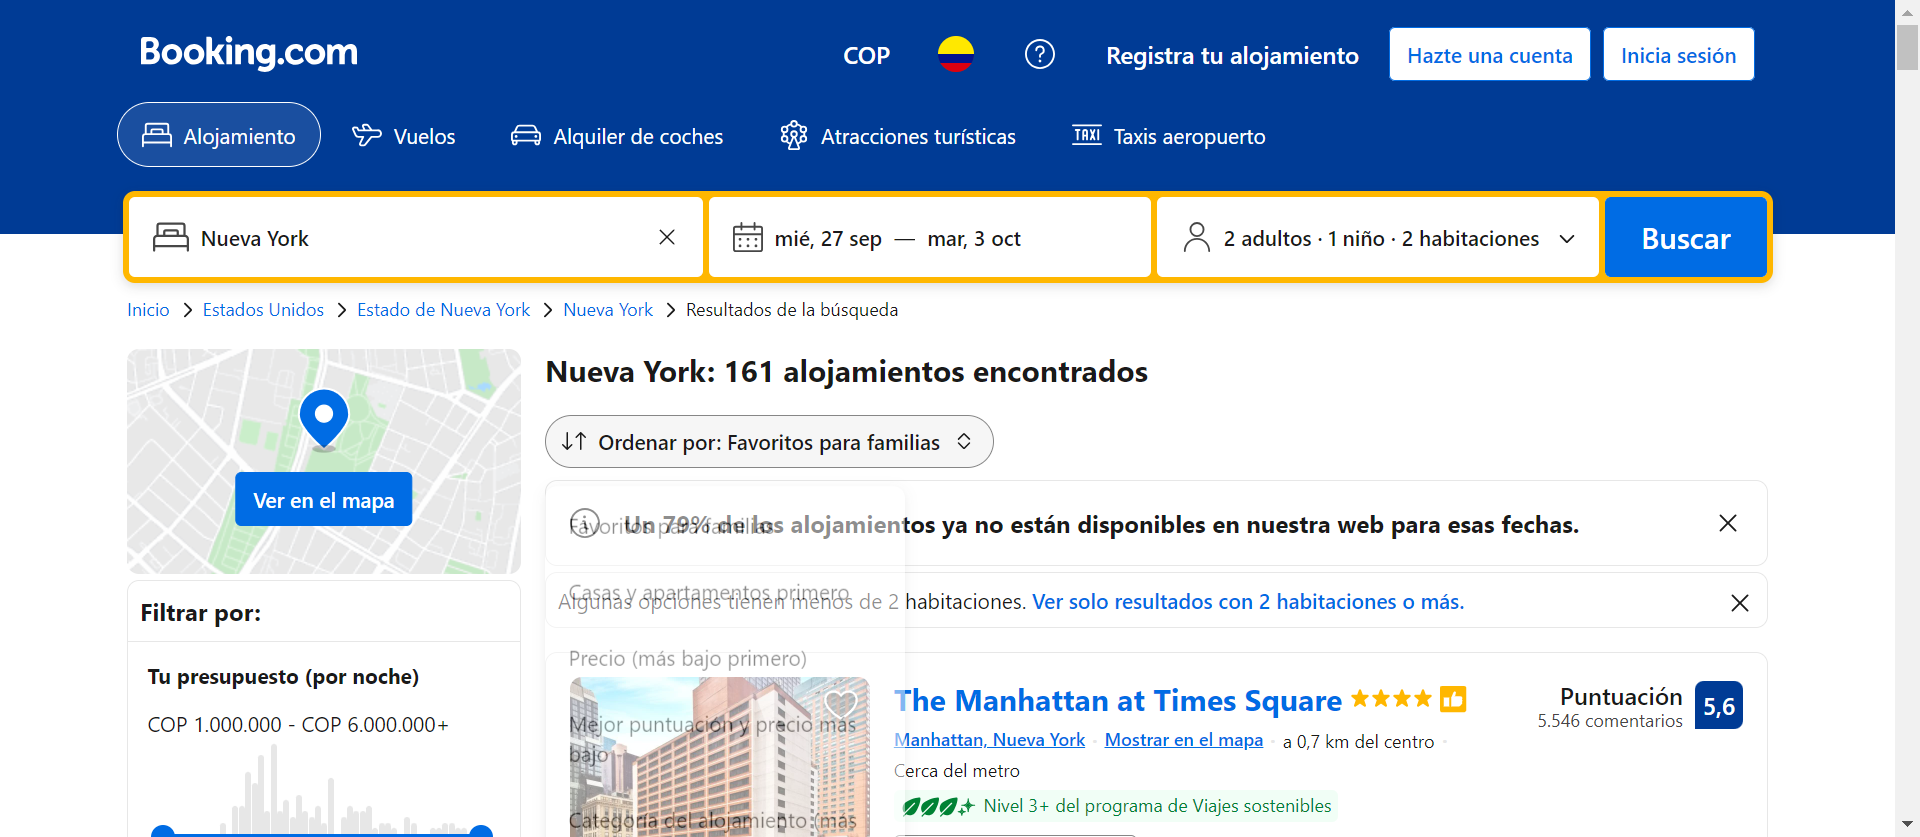 Booking.com
COP
Registra tu alojamiento
Hazte una cuenta
Inicia sesión
Alojamiento
Vuelos
Alquiler de coches
Atracciones turísticas
TAXI
Taxis aeropuerto
Nueva York
mié, 27 sep — mar, 3 oct
2 adultos · 1 niño · 2 habitaciones
Buscar
Inicio
Estados Unidos
Estado de Nueva York
Nueva York
Resultados de la búsqueda
Ver en el mapa
Nueva York: 161 alojamientos encontrados
Ordenar por: Favoritos para familias
Un 79% de los alojamientos ya no están disponibles en nuestra web para esas fechas.
Favoritos para familias
Casas y apartamentos primero
Algunas opciones tienen menos de 2 habitaciones. Ver solo resultados con 2 habitaciones o más.
Precio (más bajo primero)
Mejor puntuación y precio más
bajo
Categoría del alojamiento (más
Filtrar por:
Tu presupuesto (por noche)
COP 1.000.000 - COP 6.000.000+
The Manhattan at Times Square
Manhattan, Nueva York
Mostrar en el mapa
a 0,7 km del centro
Cerca del metro
Nivel 3+ del programa de Viajes sostenibles
Puntuación
5.546 comentarios
5,6